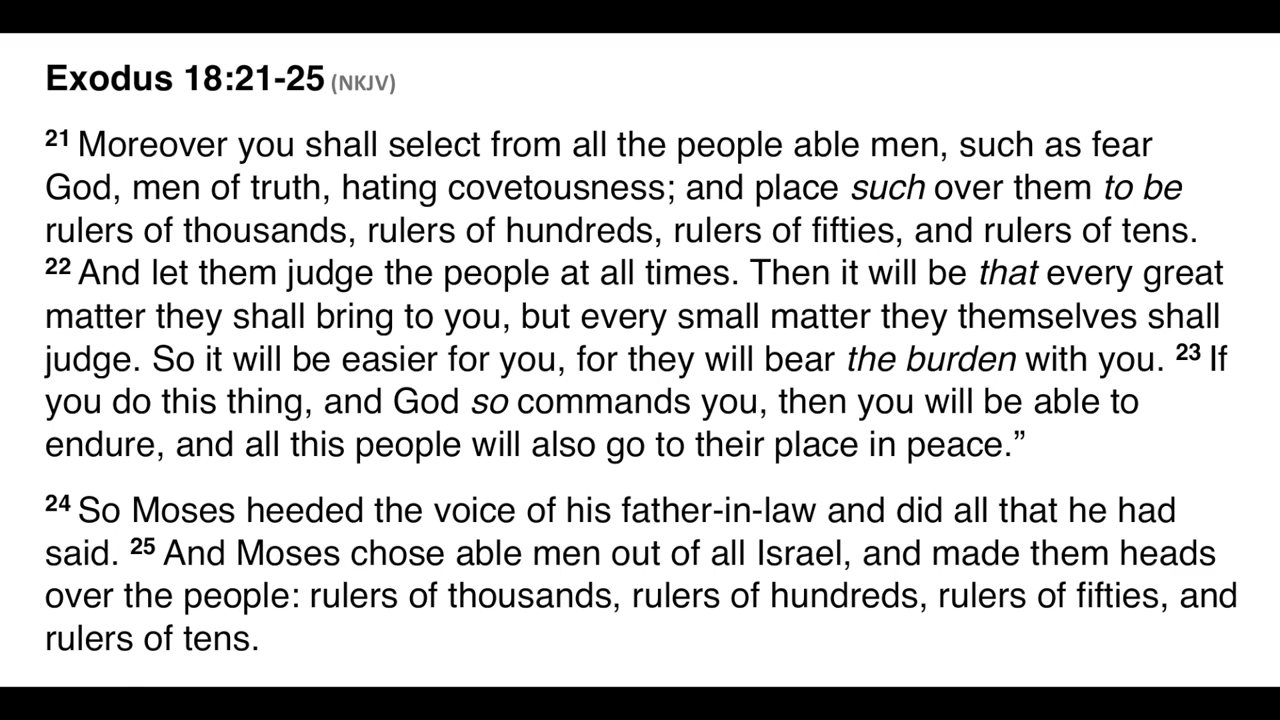 Exodus 18:21-25 (NKJV)
21 Moreover you shall select from all the people able men, such as fear
God, men of truth, hating covetousness; and place such over them to be
rulers of thousands, rulers of hundreds, rulers of fifties, and rulers of tens.
22 And let them judge the people at all times. Then it will be that every great
matter they shall bring to you, but every small matter they themselves shall
judge. So it will be easier for you, for they will bear the burden with you. 23 If
you do this thing, and God so commands you, then you will be able to
endure, and all this people will also go to their place in peace.”
24 So Moses heeded the voice of his father-in-law and did all that he had
said. 25 And Moses chose able men out of all Israel, and made them heads
over the people: rulers of thousands, rulers of hundreds, rulers of fifties, and
rulers of tens.